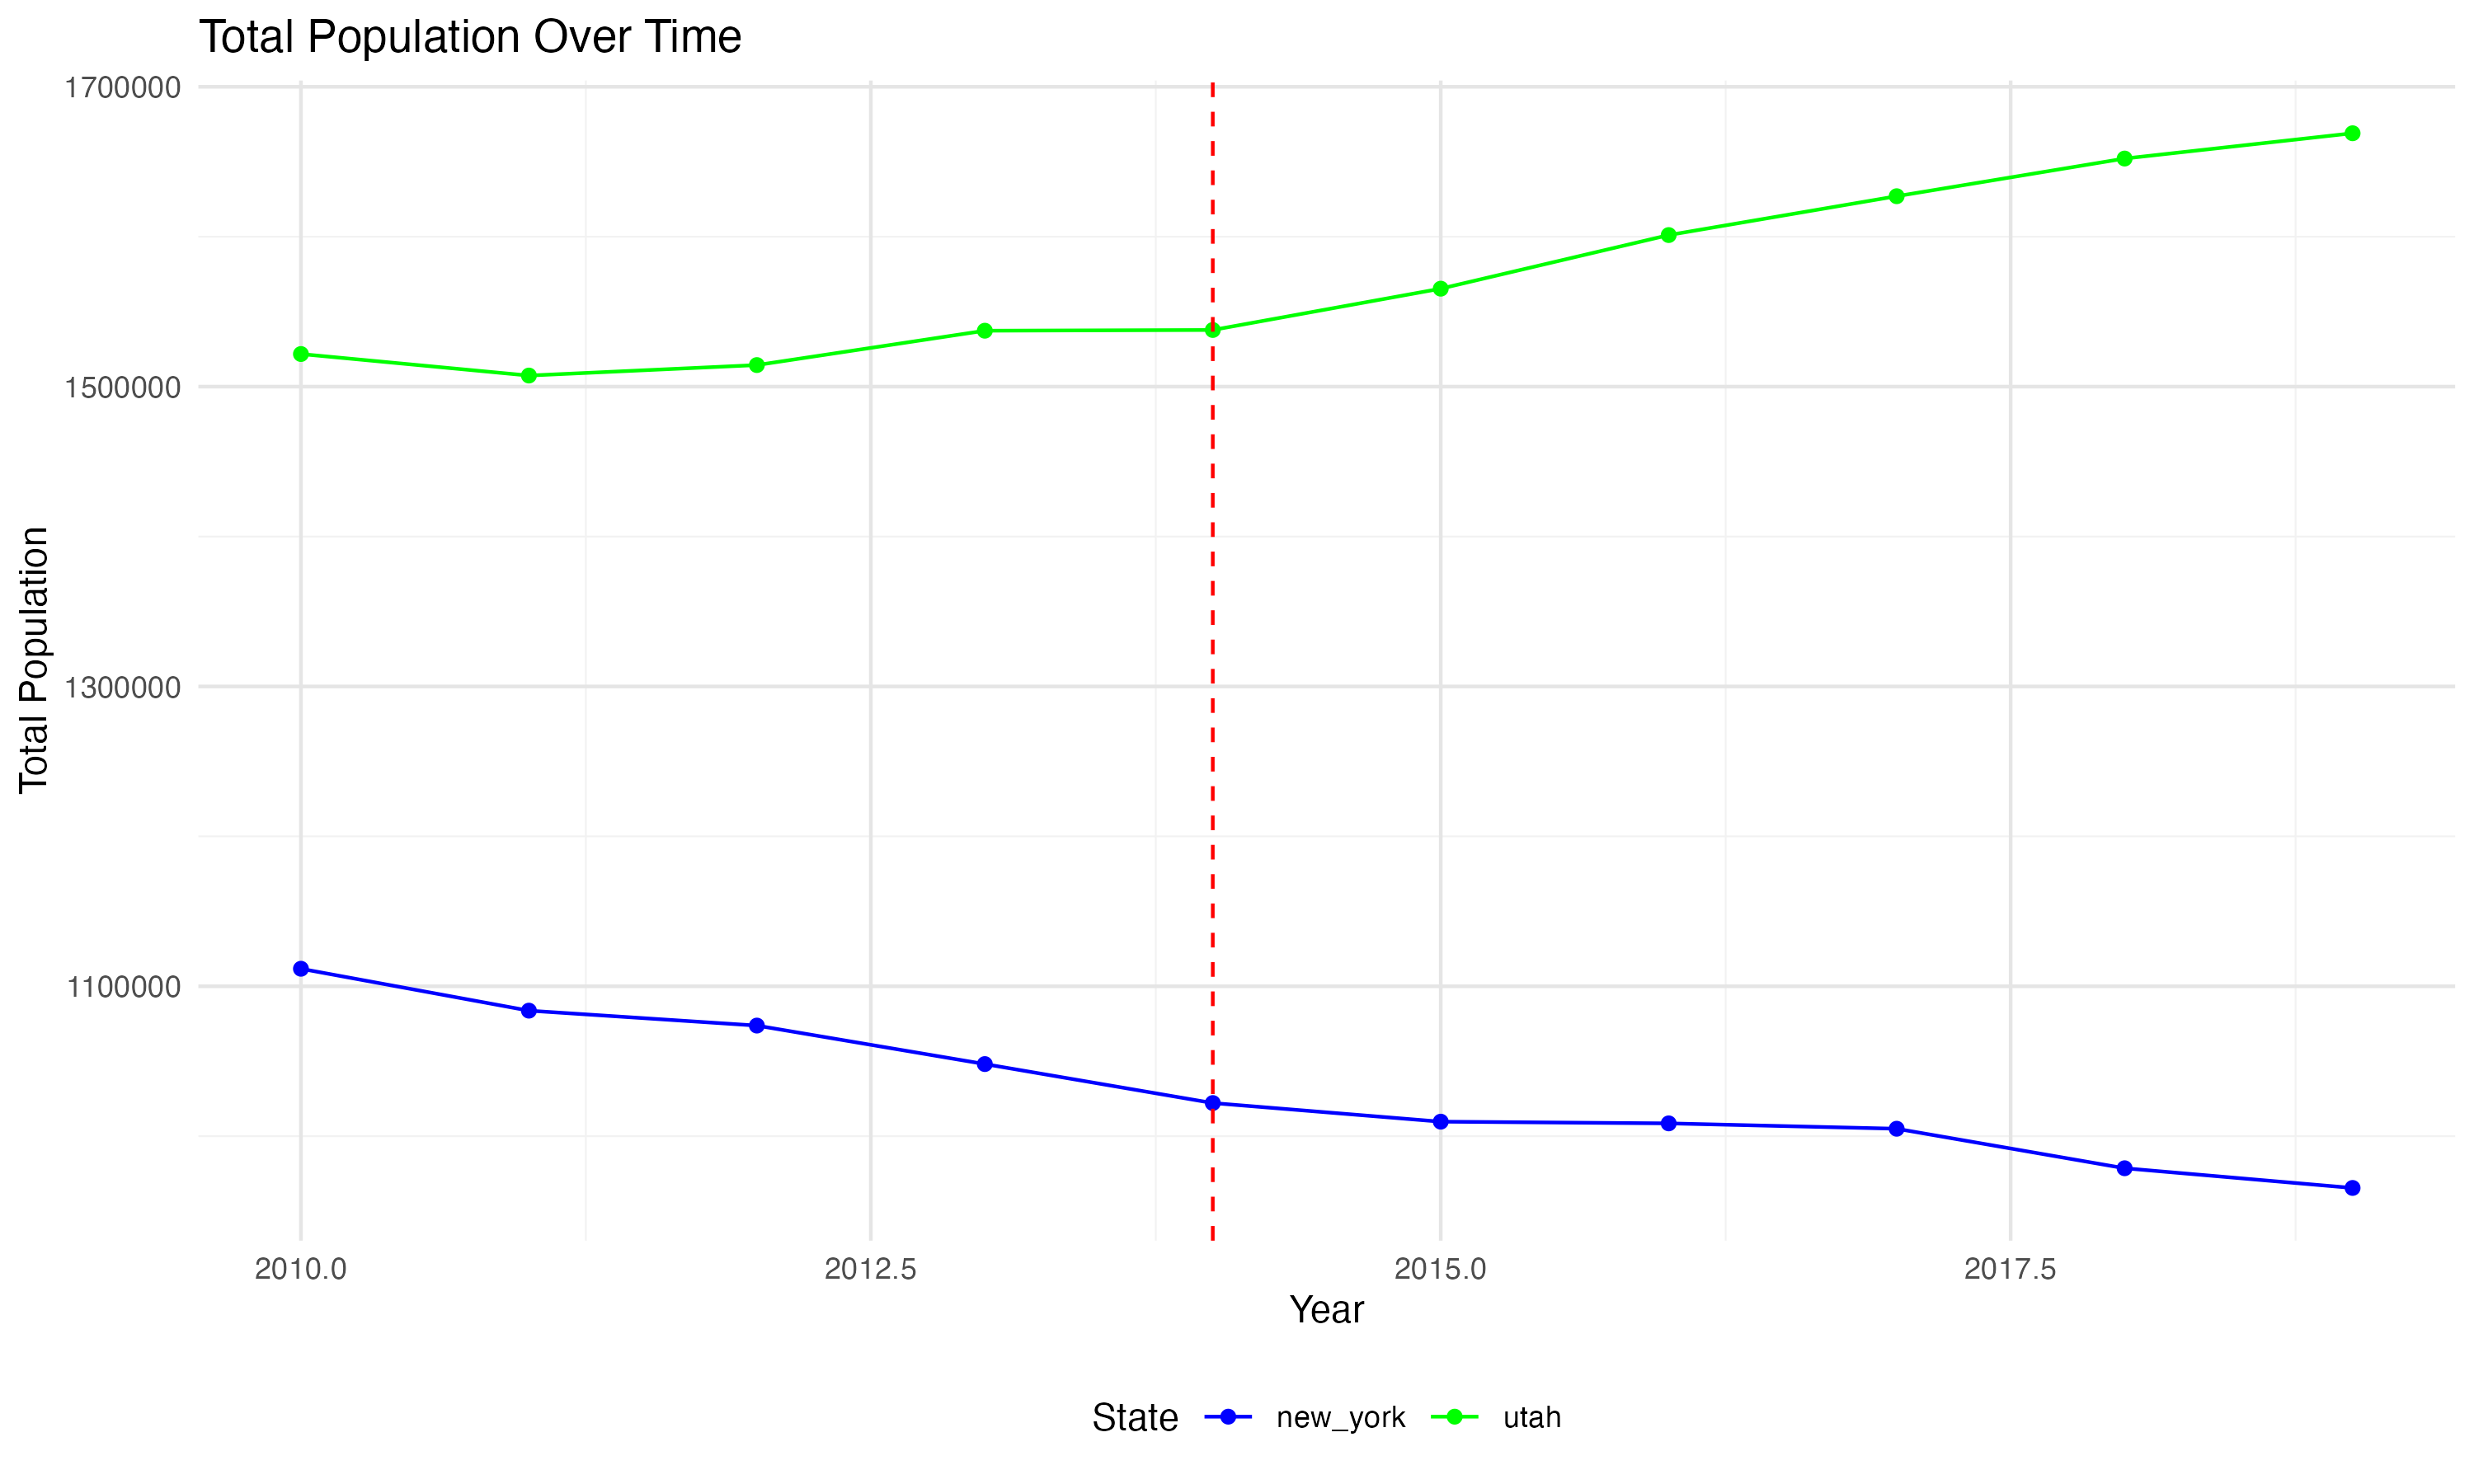 Total Population Over Time
1700000
1500000
1300000
1100000
Total Population
2010.0 2012.5 2015.0 2017.5
Year
State new_york utah